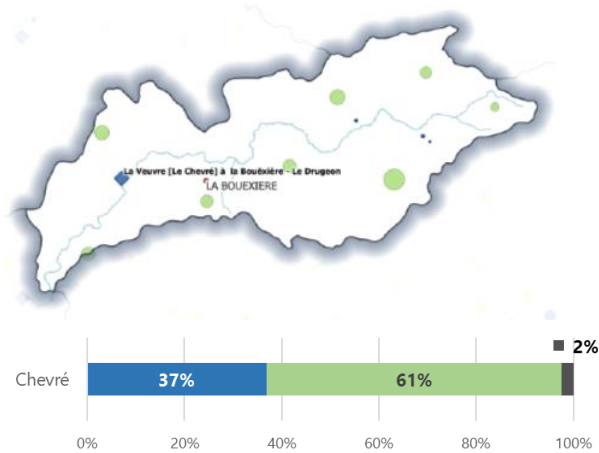 La Veuvre [Le Chevré] à la Bouëxière - Le Drugeon
LA BOUEXIERE
2%
Chevré 37% 61%
0% 20% 40% 60% 80% 100%